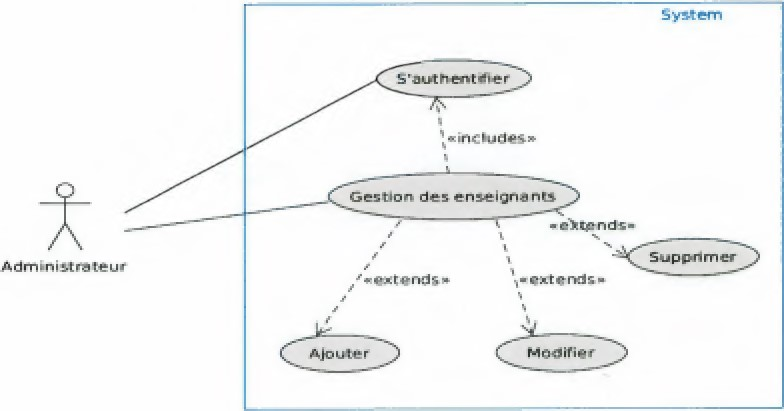 System
S'authentifier
«includes»
Gestion des enseignants
«extends»
Supprimer
Administrateur
«extends»
«extends»
Ajouter
Modifier